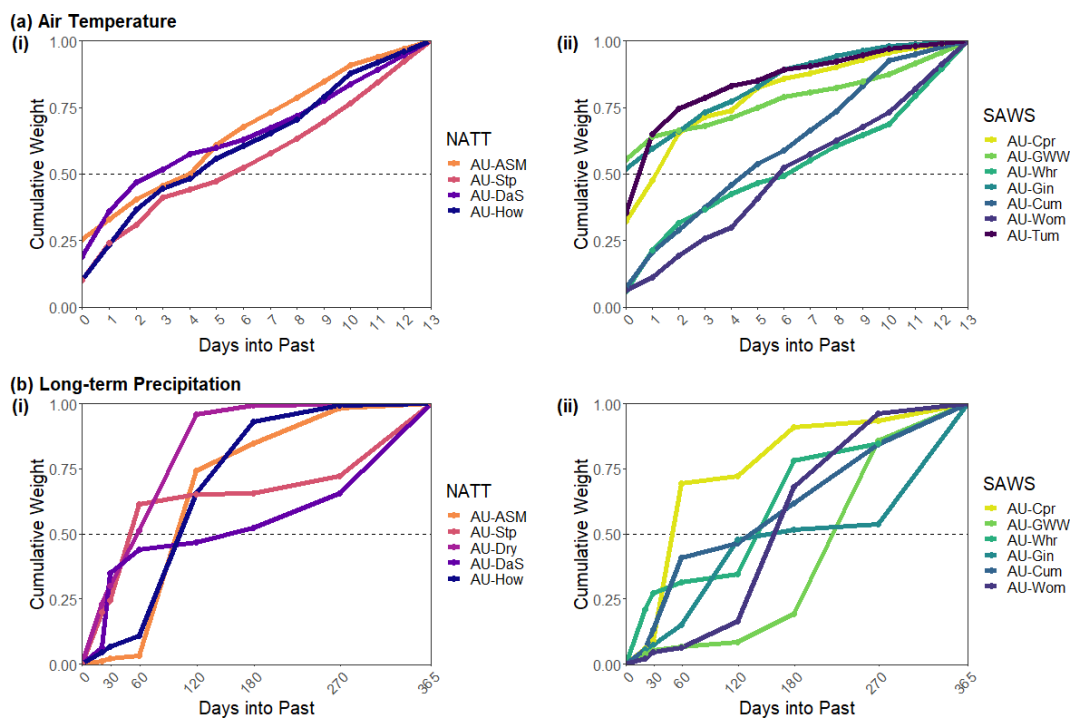 (a) Air Temperature
(i)
Cumulative Weight
1.00
0.75
0.50
0.25
0.00
0 1 2 3 4 5 6 7 8 9 10 11 12 13
Days into Past
NATT
AU-ASM
AU-Stp
AU-DaS
AU-How
(ii)
Cumulative Weight
1.00
0.75
0.50
0.25
0.00
0 1 2 3 4 5 6 7 8 9 10 11 12 13
Days into Past
SAWS
AU-Cpr
AU-GWW
AU-Whr
AU-Gin
AU-Cum
AU-Wom
AU-Tum
(b) Long-term Precipitation
(i)
Cumulative Weight
1.00
0.75
0.50
0.25
0.00
0 30 60 120 180 270 365
Days into Past
NATT
AU-ASM
AU-Stp
AU-Dry
AU-DaS
AU-How
(ii)
Cumulative Weight
1.00
0.75
0.50
0.25
0.00
0 30 60 120 180 270 365
Days into Past
SAWS
AU-Cpr
AU-GWW
AU-Whr
AU-Gin
AU-Cum
AU-Wom